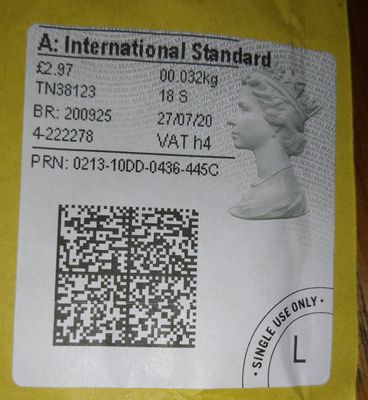 A: International Standard
£2.97 00.032kg
TN38123 18 S
BR: 200925 27/07/20
4-222278 VAT h4
PRN: 0213-10DD-0436-445C
• SINGLE USE ONLY •
L